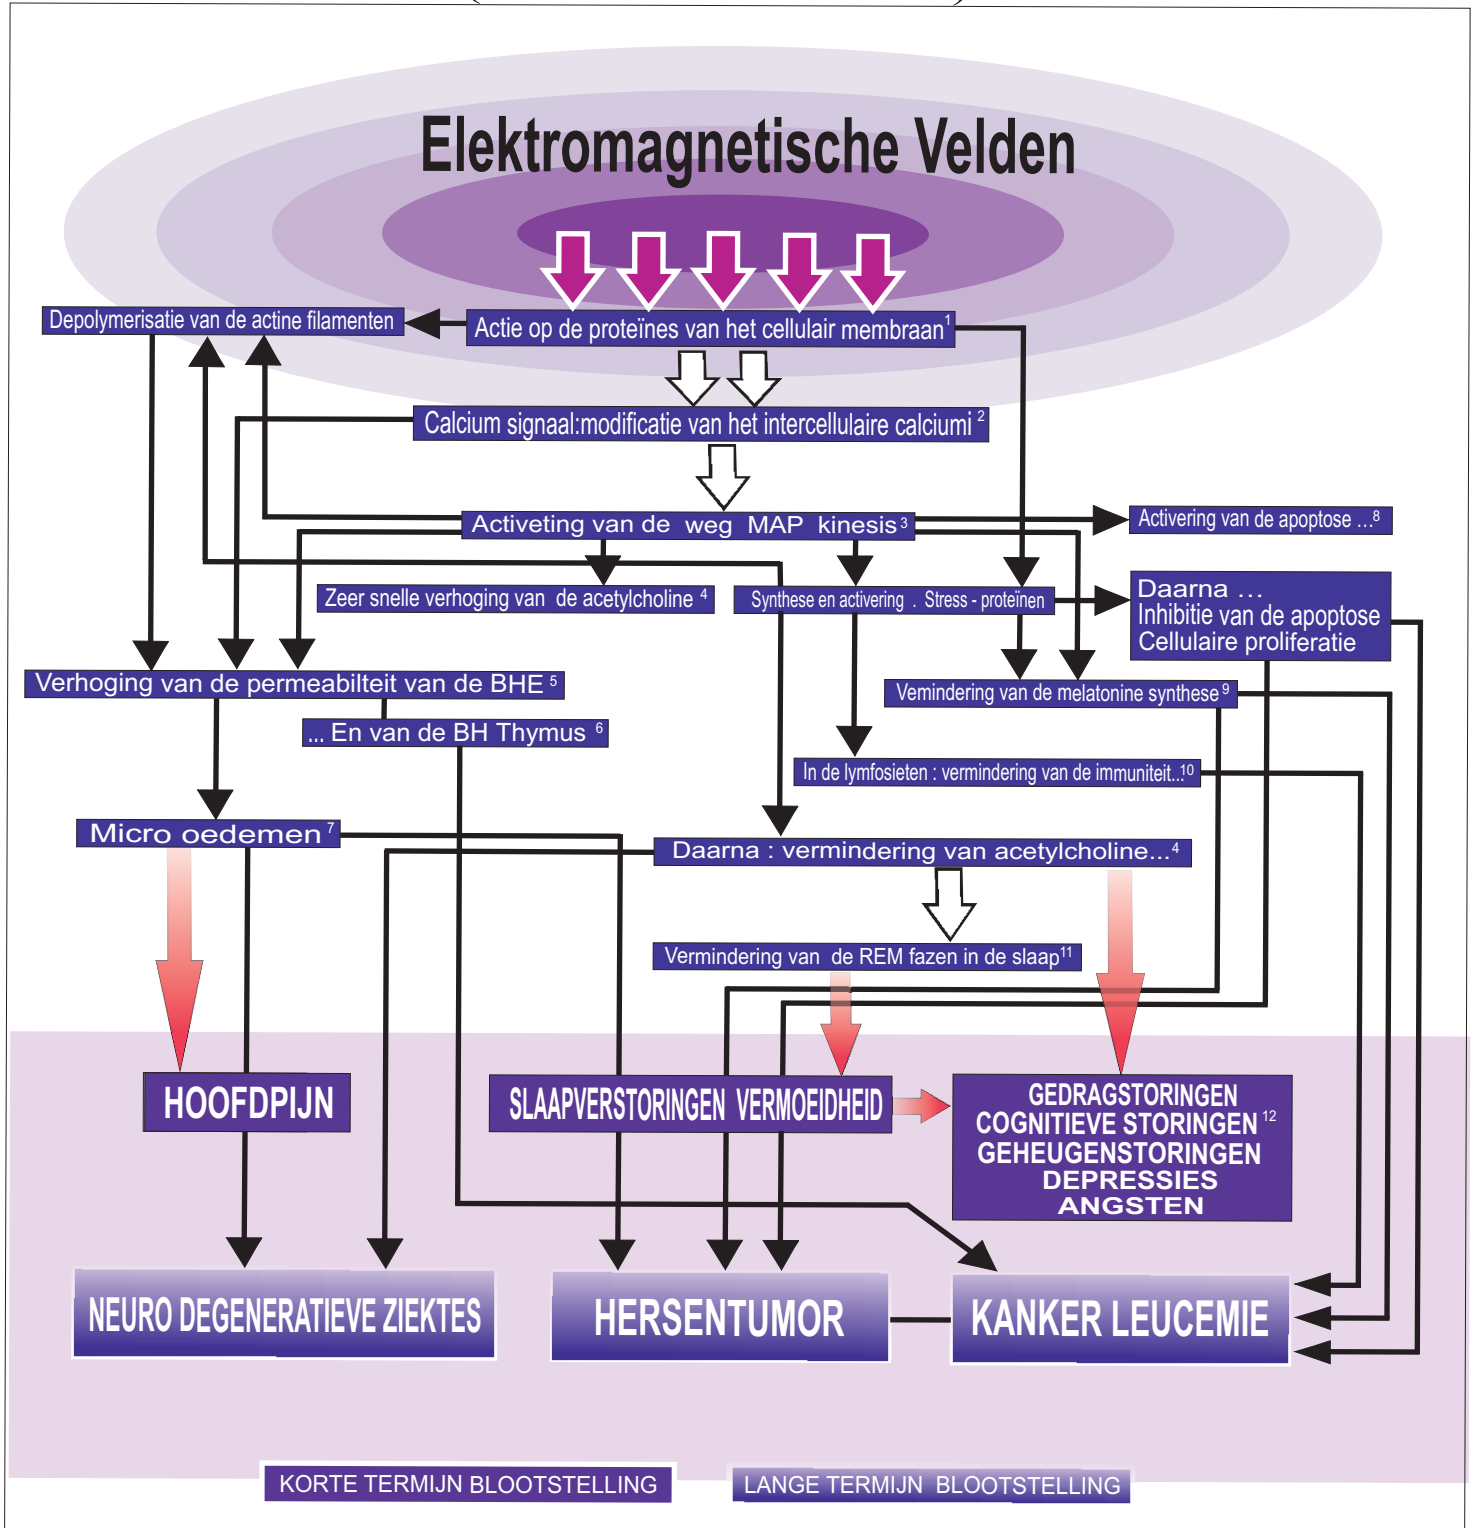 Elektromagnetische Velden
Depolymerisatie van de actine filamenten
Actie op de proteïnes van het cellulair membraan1
Calcium signaal:modificatie van het intercellulaire calciumi 2
Activeting van de weg MAP kinesis3
Activering van de apoptose ...8
Zeer snelle verhoging van de acetylcholine 4
Synthese en activering . Stress - proteïnen
Daarna ...
Inhibitie van de apoptose
Cellulaire proliferatie
Verhoging van de permeabilteit van de BHE 5
Vemindering van de melatonine synthese9
... En van de BH Thymus 6
In de lymfosieten : vermindering van de immuniteit...10
Micro oedemen 7
Daarna : vermindering van acetylcholine...4
Vermindering van de REM fazen in de slaap11
HOOFDPIJN
SLAAPVERSTORINGEN VERMOEIDHEID
GEDRAGSTORINGEN
COGNITIEVE STORINGEN 12
GEHEUGENSTORINGEN
DEPRESSIES
ANGSTEN
NEURO DEGENERATIEVE ZIEKTES
HERSENTUMOR
KANKER LEUCEMIE
KORTE TERMIJN BLOOTSTELLING
LANGE TERMIJN BLOOTSTELLING